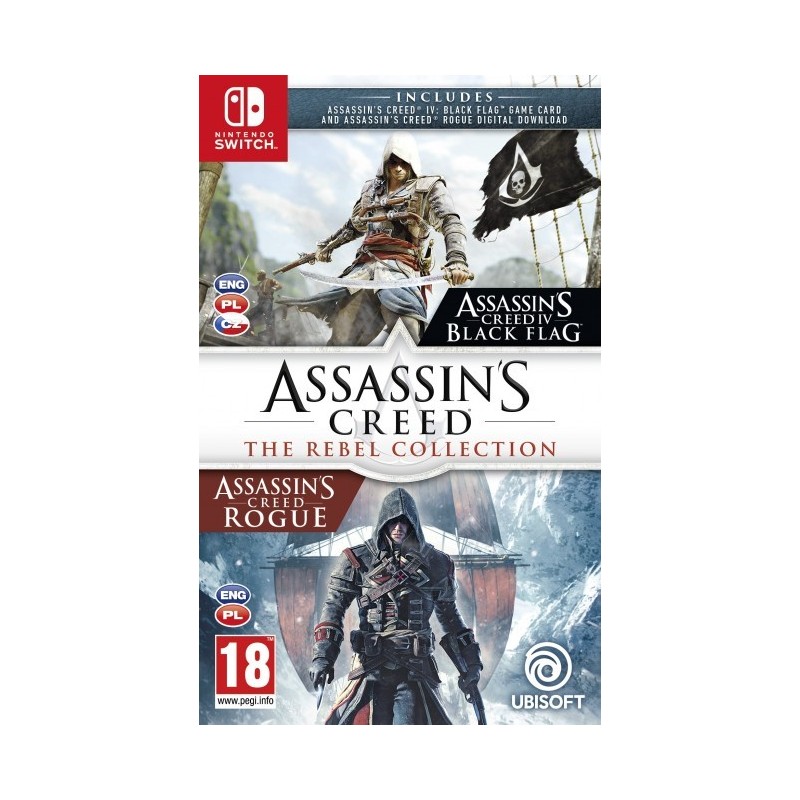 NINTENDO
SWITCH™
INCLUDES
ASSASSIN'S CREED® IV: BLACK FLAG™ GAME CARD
AND ASSASSIN'S CREED® ROGUE DIGITAL DOWNLOAD
ENG
PL
CZ
ASSASSIN'S
CREED IV
BLACK FLAG
ASSASSIN'S
CREED®
THE REBEL COLLECTION
ASSASSIN'S
CREED
ROGUE
ENG
PL
18
www.pegi.info
UBISOFT